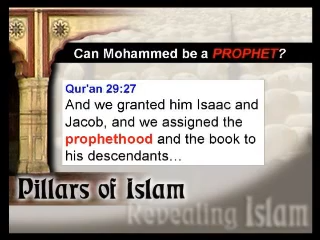 Can Mohammed be a PROPHET?
Qur'an 29:27
And we granted him Isaac and
Jacob, and we assigned the
prophethood and the book to
his descendants…
Pillars of Islam
Repeating Islam